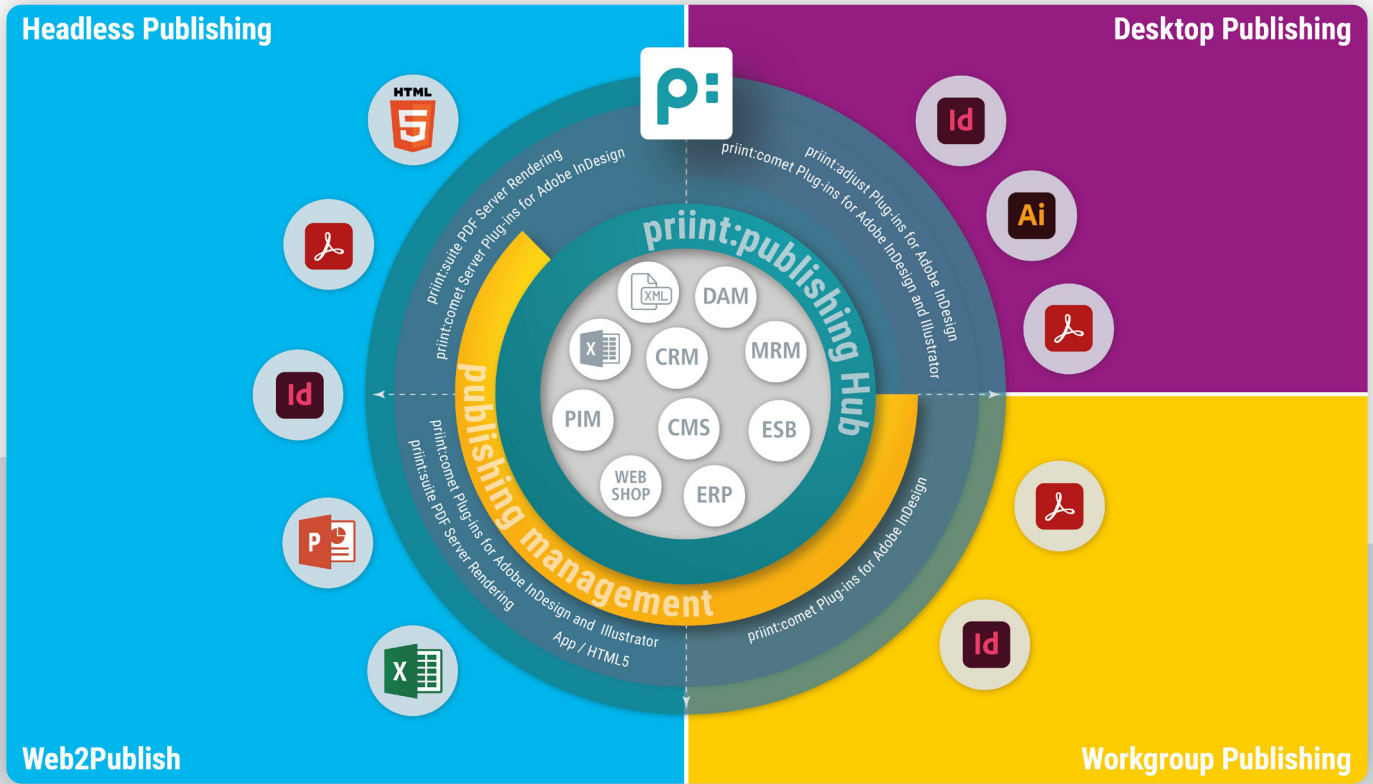 Headless Publishing
Desktop Publishing
p:
HTML
5
Id
Ai
priint:suite PDF Server Rendering
priint:comet Server Plug-ins for Adobe InDesign
priint:adjust Plug-ins for Adobe InDesign
priint:comet Plug-ins for Adobe InDesign and Illustrator
priint:publishing Hub
XML
DAM
X
CRM
MRM
PIM
CMS
ESB
WEB
SHOP
ERP
Id
publishing management
priint:comet Plug-ins for Adobe InDesign and Illustrator
priint:suite PDF Server Rendering
App / HTML5
priint:comet Plug-ins for Adobe InDesign
P
X
Id
Web2Publish
Workgroup Publishing